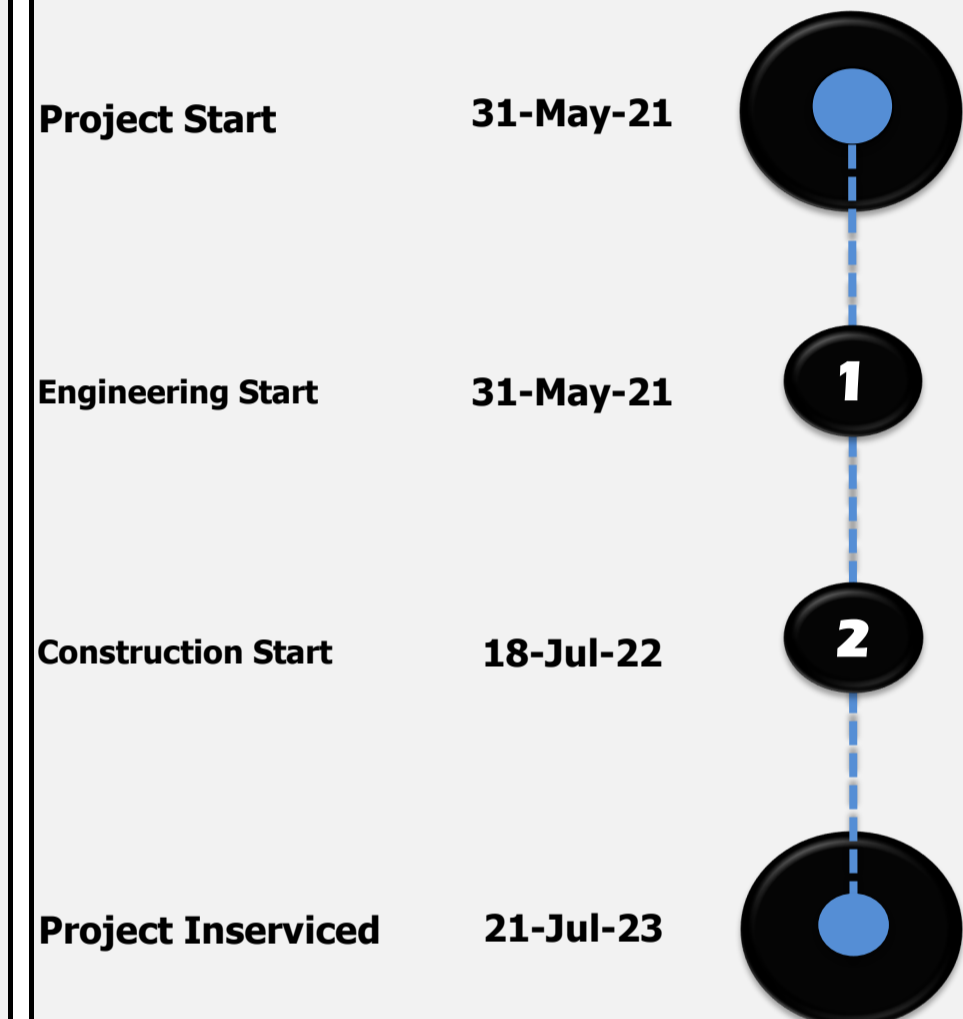 Project Start 31-May-21
Engineering Start 31-May-21 1
Construction Start 18-Jul-22 2
Project Inserviced 21-Jul-23